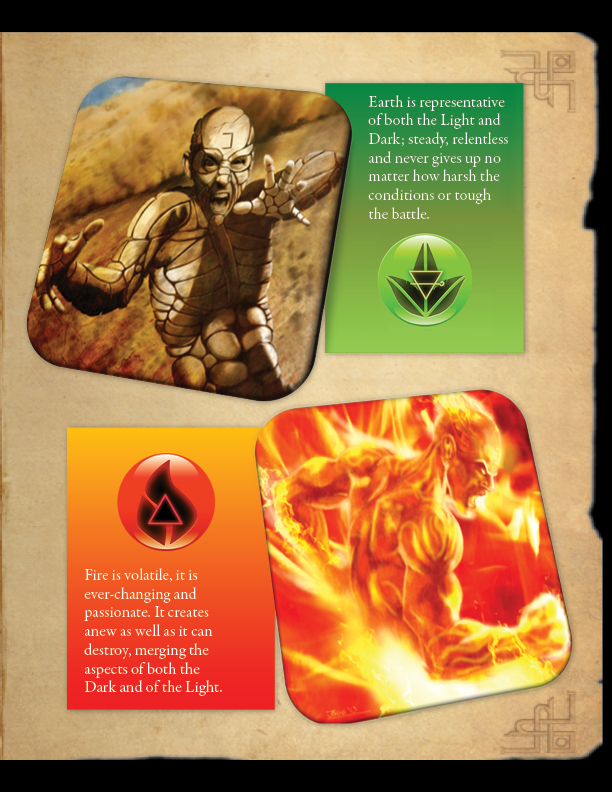 Earth is representative
of both the Light and
Dark; steady, relentless
and never gives up no
matter how harsh the
conditions or tough
the battle.
Fire is volatile, it is
ever-changing and
passionate. It creates
anew as well as it can
destroy, merging the
aspects of both the
Dark and of the Light.